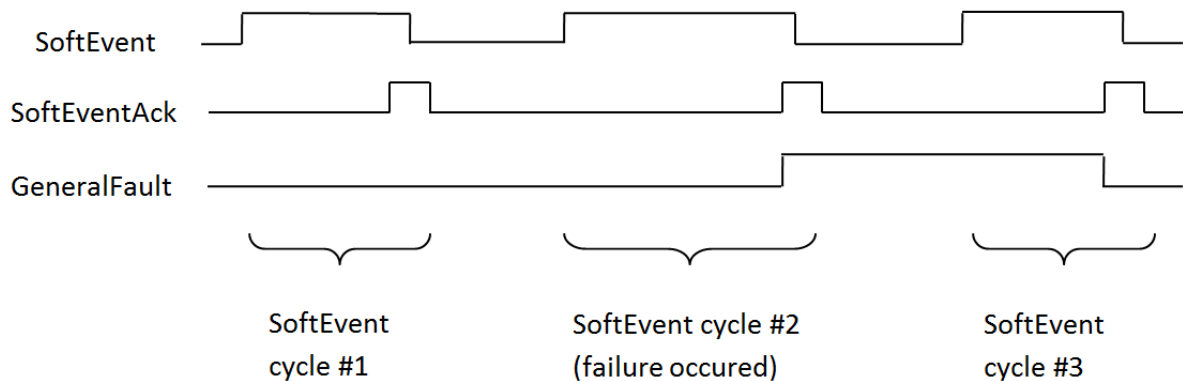 SoftEvent
SoftEventAck
GeneralFault
SoftEvent
cycle #1
SoftEvent cycle #2
(failure occured)
SoftEvent
cycle #3